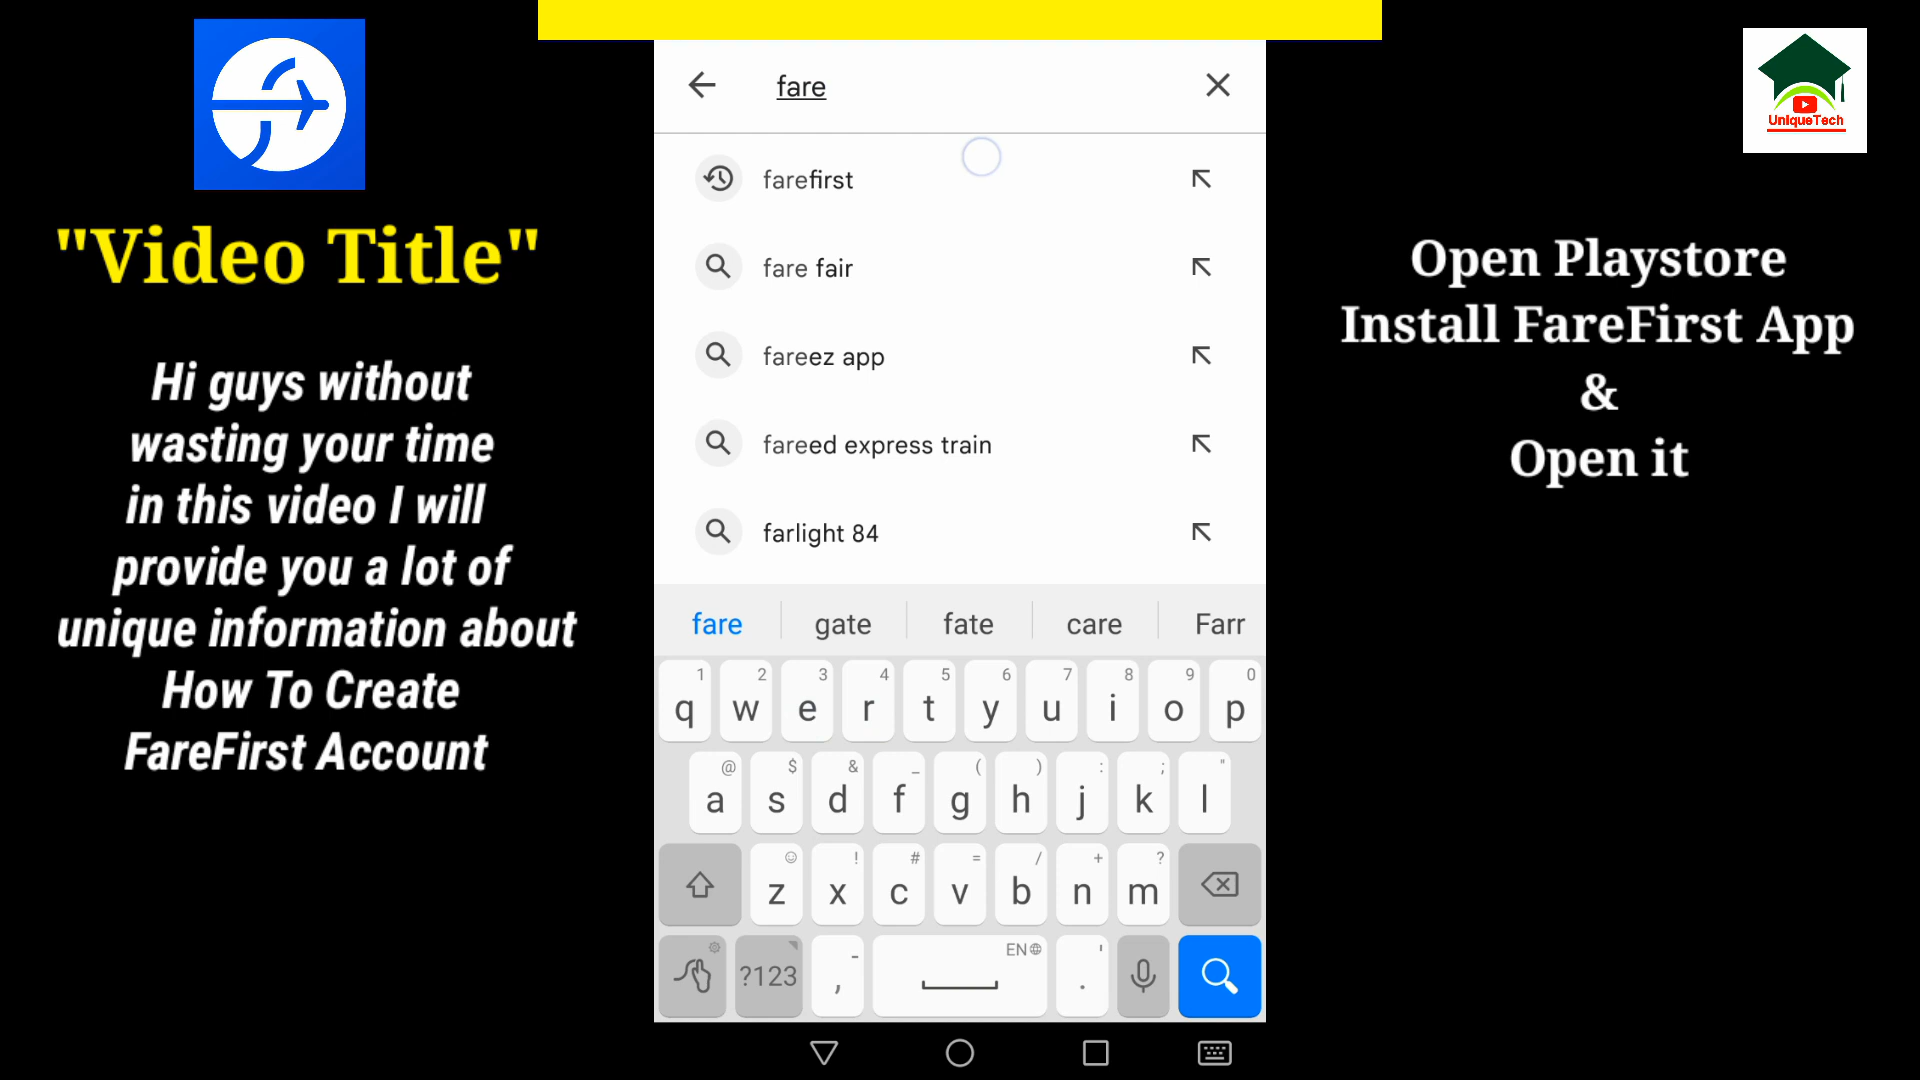 "Video Title"
Hi guys without
wasting your time
in this video I will
provide you a lot of
unique information about
How To Create
FareFirst Account
fare
farefirst
fare fair
fareez app
fareed express train
farlight 84
fare gate fate care Farr
1 2 3 4 5 6 7 8 9 0
q w e r t y u i o p
@ $ & _ ( ) : ; "
a s d f g h j k l
! # = / + ?
z x c v b n m
- EN '
?123 , .
UniqueTech
Open Playstore
Install FareFirst App
&
Open it